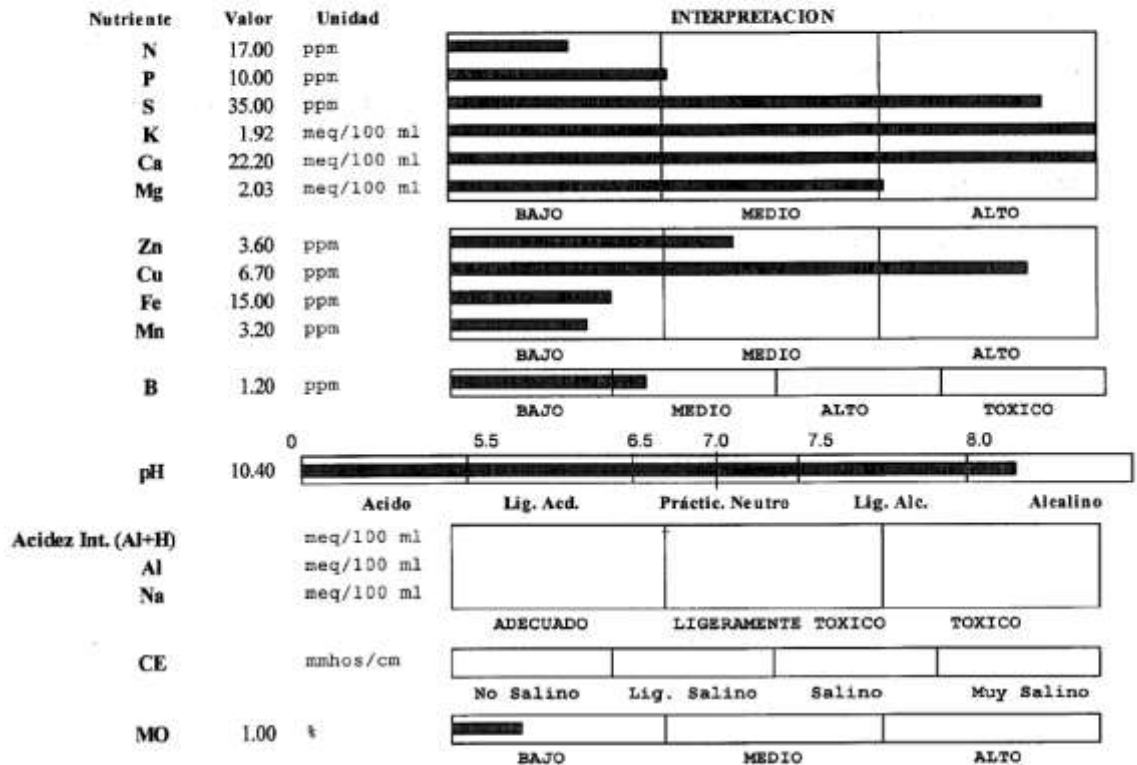 Nutriente Valor Unidad INTERPRETACION
N 17.00 ppm
P 10.00 ppm
S 35.00 ppm
K 1.92 meq/100 ml
Ca 22.20 meq/100 ml
Mg 2.03 meq/100 ml
BAJO MEDIO ALTO
Zn 3.60 ppm
Cu 6.70 ppm
Fe 15.00 ppm
Mn 3.20 ppm
BAJO MEDIO ALTO
B 1.20 ppm
BAJO MEDIO ALTO TOXICO
0 5.5 6.5 7.0 7.5 8.0
pH 10.40
Acido Lig. Acd. Práctic. Neutro Lig. Alc. Alcalino
Acidez Int. (Al+H) meq/100 ml
Al meq/100 ml
Na meq/100 ml
ADECUADO LIGERAMENTE TOXICO TOXICO
CE mmhos/cm
No Salino Lig. Salino Salino Muy Salino
MO 1.00 %
BAJO MEDIO ALTO